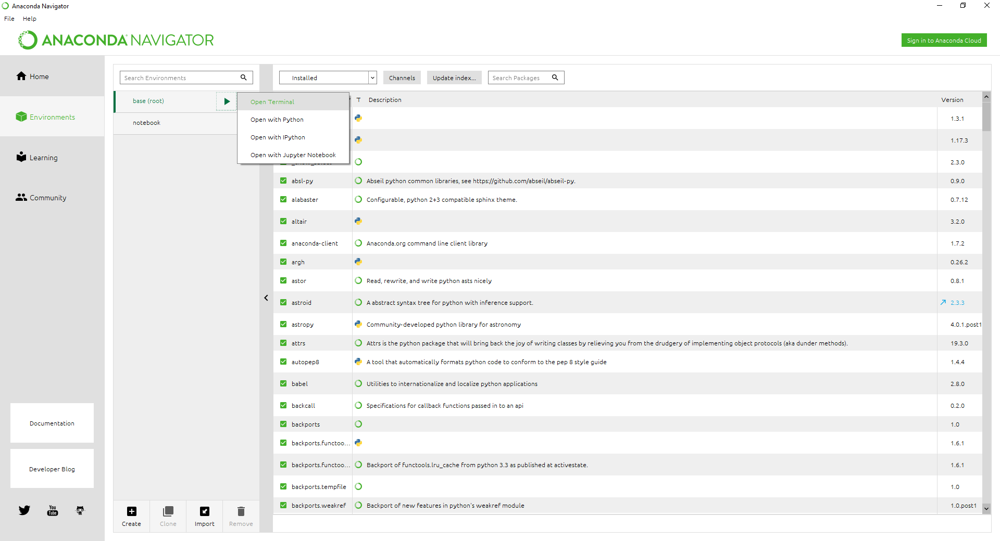 Anaconda Navigator
File Help
ANACONDA NAVIGATOR
Sign in to Anaconda Cloud
Home
Environments
Learning
Community
Documentation
Developer Blog
You Tube
Search Environments
base (root)
notebook
Open Terminal
Open with Python
Open with IPython
Open with Jupyter Notebook
Create Clone Import Remove
Installed Channels Update index... Search Packages
T Description Version
1.3.1
1.17.3
2.3.0
absl-py Abseil python common libraries, see https://github.com/abseil/abseil-py. 0.9.0
alabaster Configurable, python 2+3 compatible sphinx theme. 0.7.12
altair 3.2.0
anaconda-client Anaconda.org command line client library 1.7.2
argh 0.26.2
astor Read, rewrite, and write python asts nicely 0.8.1
astroid A abstract syntax tree for python with inference support. 2.3.3
astropy Community-developed python library for astronomy 4.0.1.post1
attrs Attrs is the python package that will bring back the joy of writing classes by relieving you from the drudgery of implementing object protocols (aka dunder methods). 19.3.0
autopep8 A tool that automatically formats python code to conform to the pep 8 style guide 1.4.4
babel Utilities to internationalize and localize python applications 2.8.0
backcall Specifications for callback functions passed in to an api 0.2.0
backports 1.0
backports.functoo... 1.6.1
backports.functoo... Backport of functools.lru_cache from python 3.3 as published at activestate. 1.6.1
backports.tempfile 1.0
backports.weakref Backport of new features in python's weakref module 1.0.post1